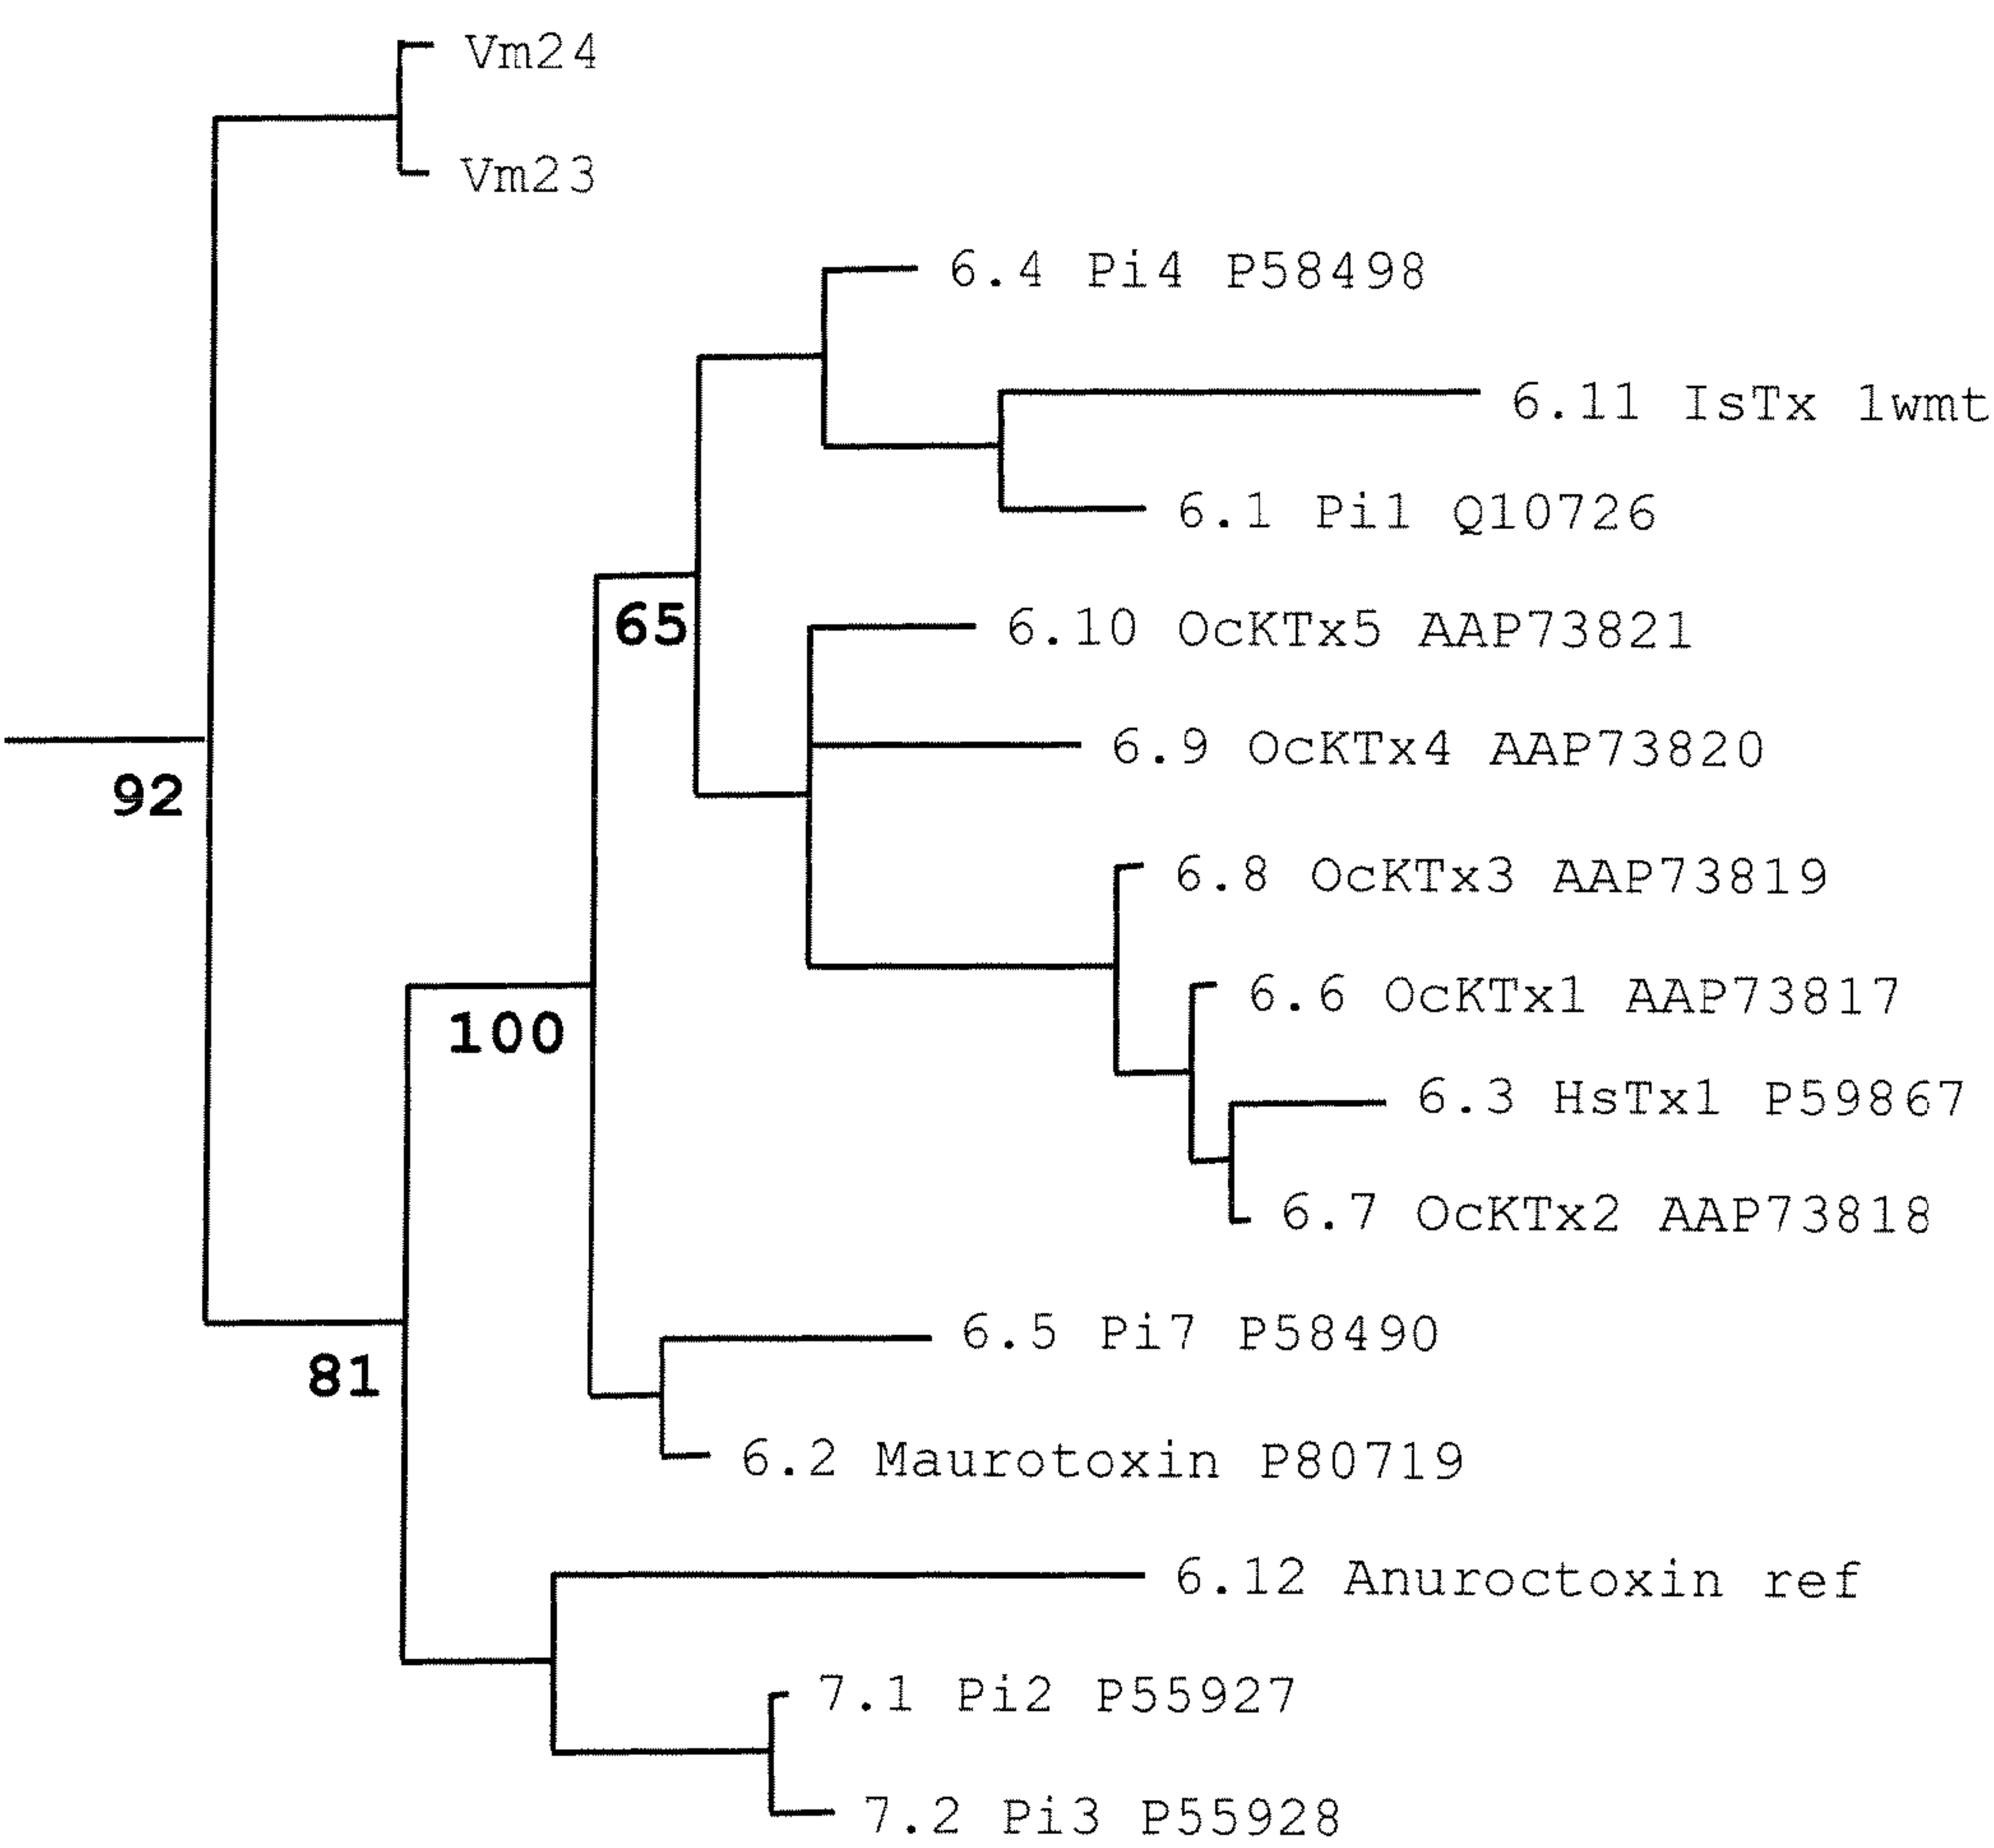 Vm24
Vm23
6.4 Pi4 P58498
6.11 IsTx 1wmt
6.1 Pi1 Q10726
65
6.10 OcKTx5 AAP73821
6.9 OcKTx4 AAP73820
92
6.8 OcKTx3 AAP73819
6.6 OcKTx1 AAP73817
100
6.3 HsTx1 P59867
6.7 OcKTx2 AAP73818
6.5 Pi7 P58490
81
6.2 Maurotoxin P80719
6.12 Anuroctoxin ref
7.1 Pi2 P55927
7.2 Pi3 P55928